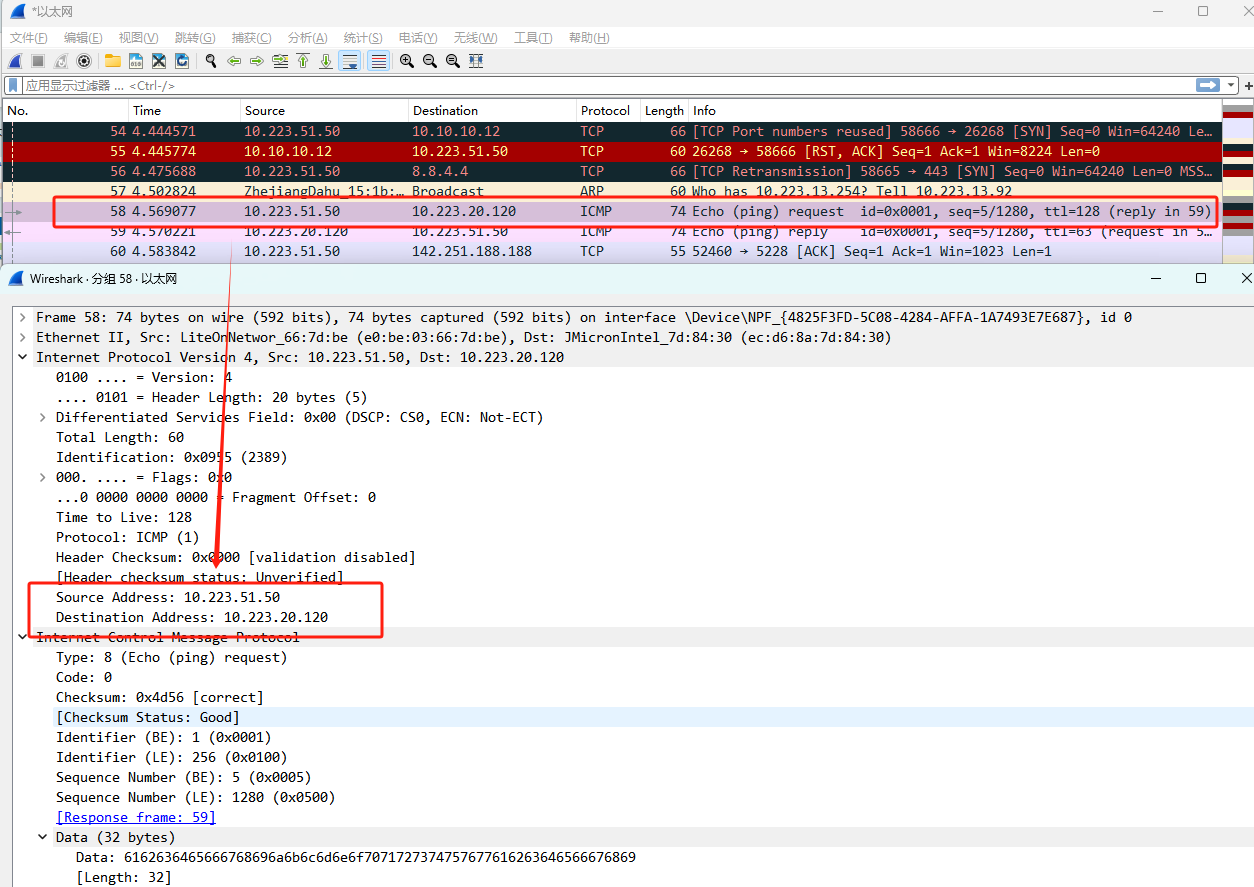 *以太网
文件(F) 编辑(E) 视图(V) 跳转(G) 捕获(C) 分析(A) 统计(S) 电话(Y) 无线(W) 工具(T) 帮助(H)
应用显示过滤器 … <Ctrl-/>
No. Time Source Destination Protocol Length Info
54 4.444571 10.223.51.50 10.10.10.12 TCP 66 [TCP Port numbers reused] 58666 → 26268 [SYN] Seq=0 Win=64240 Le…
55 4.445774 10.10.10.12 10.223.51.50 TCP 60 26268 → 58666 [RST, ACK] Seq=1 Ack=1 Win=8224 Len=0
56 4.475688 10.223.51.50 8.8.4.4 TCP 66 [TCP Retransmission] 58665 → 443 [SYN] Seq=0 Win=64240 Len=0 MSS…
57 4.502824 ZhejiangDahu_15:1b:… Broadcast ARP 60 Who has 10.223.13.254? Tell 10.223.13.92
58 4.569077 10.223.51.50 10.223.20.120 ICMP 74 Echo (ping) request id=0x0001, seq=5/1280, ttl=128 (reply in 59)
59 4.570221 10.223.20.120 10.223.51.50 ICMP 74 Echo (ping) reply id=0x0001, seq=5/1280, ttl=63 (request in 5…
60 4.583842 10.223.51.50 142.251.188.188 TCP 55 52460 → 5228 [ACK] Seq=1 Ack=1 Win=1023 Len=1
Wireshark · 分组 58 · 以太网
Frame 58: 74 bytes on wire (592 bits), 74 bytes captured (592 bits) on interface \Device\NPF_{4825F3FD-5C08-4284-AFFA-1A7493E7E687}, id 0
Ethernet II, Src: LiteOnNetwor_66:7d:be (e0:be:03:66:7d:be), Dst: JMicronIntel_7d:84:30 (ec:d6:8a:7d:84:30)
Internet Protocol Version 4, Src: 10.223.51.50, Dst: 10.223.20.120
0100 .... = Version: 4
.... 0101 = Header Length: 20 bytes (5)
Differentiated Services Field: 0x00 (DSCP: CS0, ECN: Not-ECT)
Total Length: 60
Identification: 0x0955 (2389)
000. .... = Flags: 0x0
...0 0000 0000 0000 = Fragment Offset: 0
Time to Live: 128
Protocol: ICMP (1)
Header Checksum: 0x0000 [validation disabled]
[Header checksum status: Unverified]
Source Address: 10.223.51.50
Destination Address: 10.223.20.120
Internet Control Message Protocol
Type: 8 (Echo (ping) request)
Code: 0
Checksum: 0x4d56 [correct]
[Checksum Status: Good]
Identifier (BE): 1 (0x0001)
Identifier (LE): 256 (0x0100)
Sequence Number (BE): 5 (0x0005)
Sequence Number (LE): 1280 (0x0500)
[Response frame: 59]
Data (32 bytes)
Data: 6162636465666768696a6b6c6d6e6f7071727374757677616263646566676869
[Length: 32]